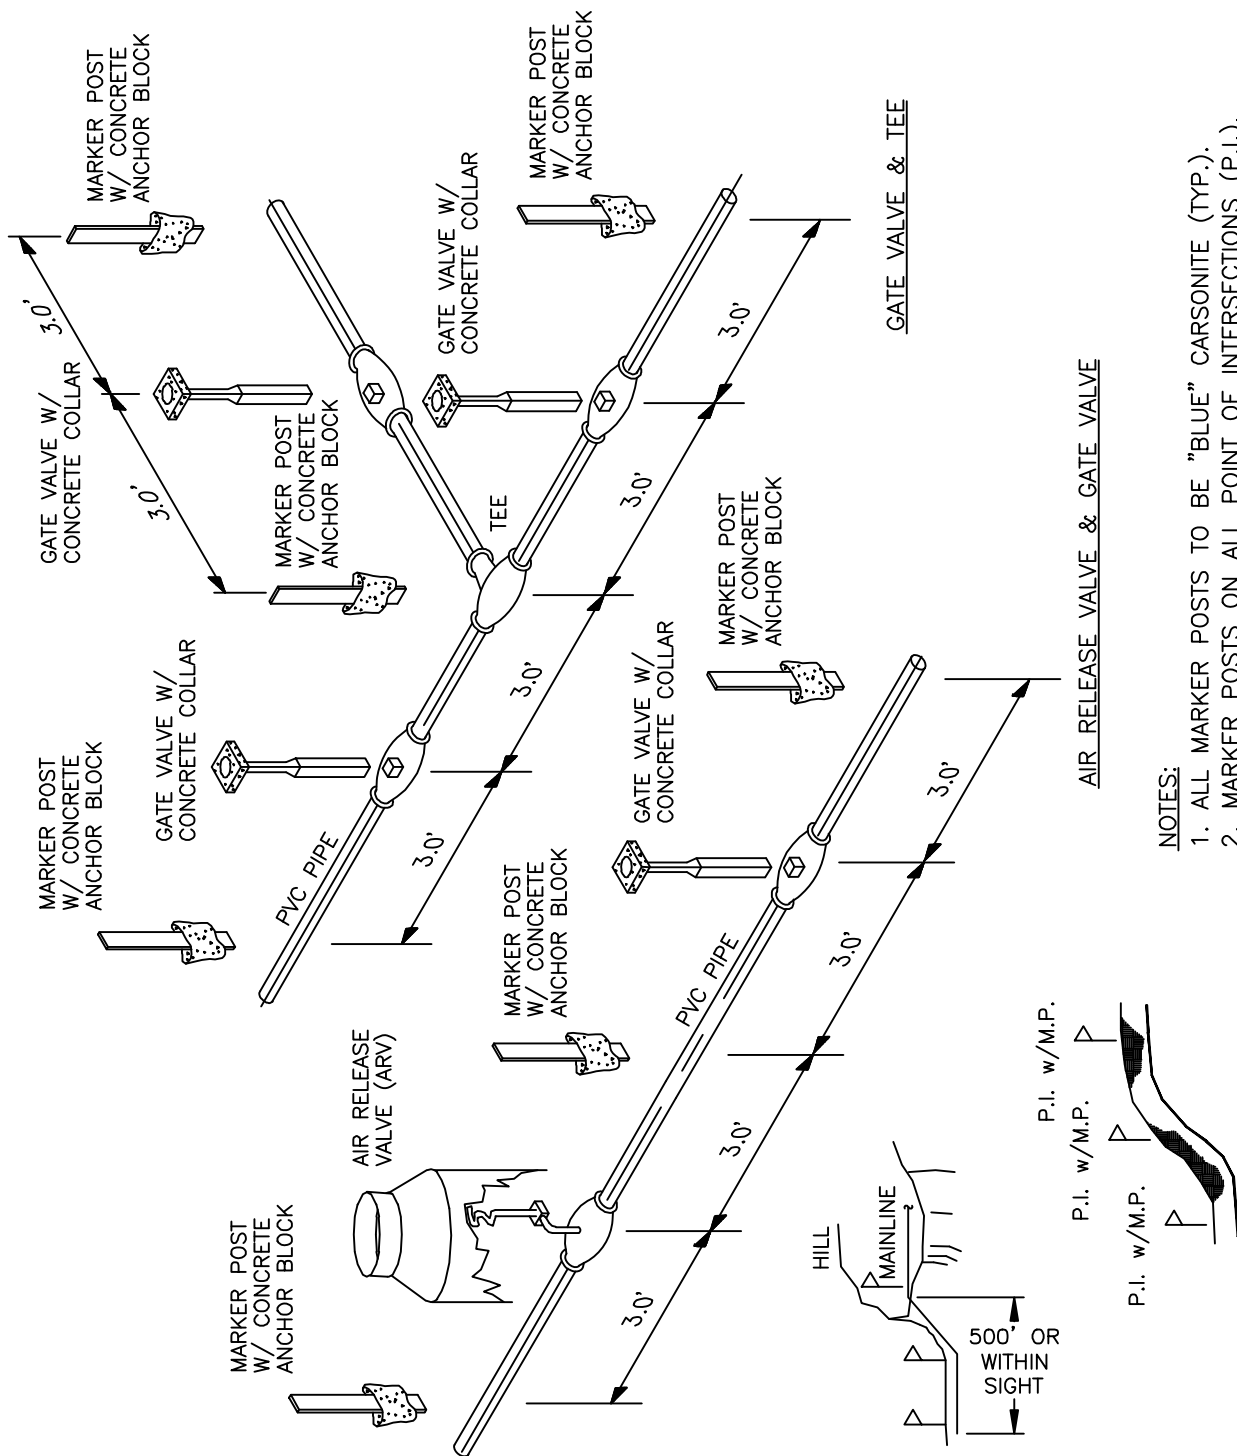 MARKER POST
W/ CONCRETE
ANCHOR BLOCK
GATE VALVE W/
CONCRETE COLLAR
PVC PIPE
3.0'
3.0'
MARKER POST
W/ CONCRETE
ANCHOR BLOCK
TEE
GATE VALVE W/
CONCRETE COLLAR
3.0'
3.0'
MARKER POST
W/ CONCRETE
ANCHOR BLOCK
GATE VALVE W/
CONCRETE COLLAR
MARKER POST
W/ CONCRETE
ANCHOR BLOCK
3.0'
3.0'
GATE VALVE & TEE
MARKER POST
W/ CONCRETE
ANCHOR BLOCK
AIR RELEASE
VALVE (ARV)
MARKER POST
W/ CONCRETE
ANCHOR BLOCK
PVC PIPE
GATE VALVE W/
CONCRETE COLLAR
MARKER POST
W/ CONCRETE
ANCHOR BLOCK
3.0'
3.0'
3.0'
3.0'
AIR RELEASE VALVE & GATE VALVE
HILL
MAINLINE
500' OR
WITHIN
SIGHT
P.I. w/M.P.
P.I. w/M.P.
P.I. w/M.P.
NOTES:
1. ALL MARKER POSTS TO BE "BLUE" CARSONITE (TYP.).
2. MARKER POSTS ON ALL POINT OF INTERSECTIONS (P.I.).